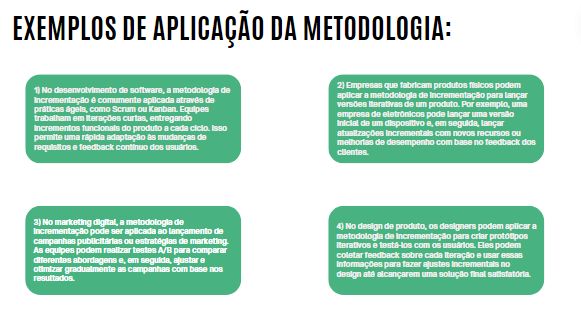 EXEMPLOS DE APLICAÇÃO DA METODOLOGIA:
1) No desenvolvimento de software, a metodologia de
incrementação é comumente aplicada através de
práticas ágeis, como Scrum ou Kanban. Equipes
trabalham em iterações curtas, entregando
incrementos funcionais do produto a cada ciclo. Isso
permite uma rápida adaptação às mudanças de
requisitos e feedback contínuo dos usuários.
2) Empresas que fabricam produtos físicos podem
aplicar a metodologia de incrementação para lançar
versões iterativas de um produto. Por exemplo, uma
empresa de eletrônicos pode lançar uma versão
inicial de um dispositivo e, em seguida, lançar
atualizações incrementais com novos recursos ou
melhorias de desempenho com base no feedback dos
clientes.
3) No marketing digital, a metodologia de
incrementação pode ser aplicada ao lançamento de
campanhas publicitárias ou estratégias de marketing.
As equipes podem realizar testes A/B para comparar
diferentes abordagens e, em seguida, ajustar e
otimizar gradualmente as campanhas com base nos
resultados.
4) No design de produto, os designers podem aplicar a
metodologia de incrementação para criar protótipos
iterativos e testá-los com os usuários. Eles podem
coletar feedback sobre cada iteração e usar essas
informações para fazer ajustes incrementais no
design até alcançarem uma solução final satisfatória.